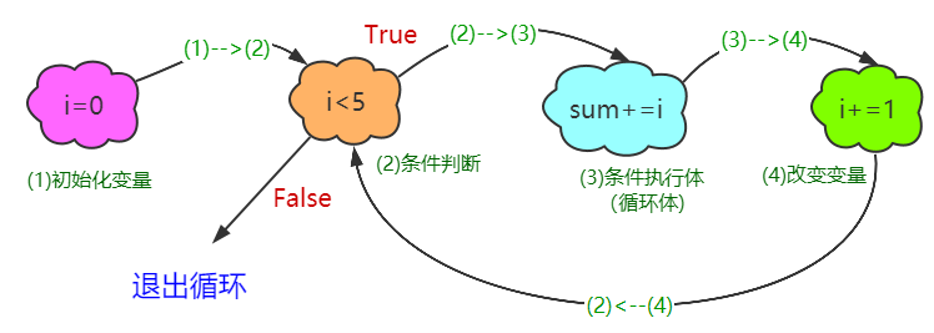 (1)-->(2)
True
(2)-->(3)
(3)-->(4)
i=0
i<5
sum+=i
i+=1
(1)初始化变量
(2)条件判断
(3)条件执行体
(循环体)
(4)改变变量
False
退出循环
(2)<--(4)